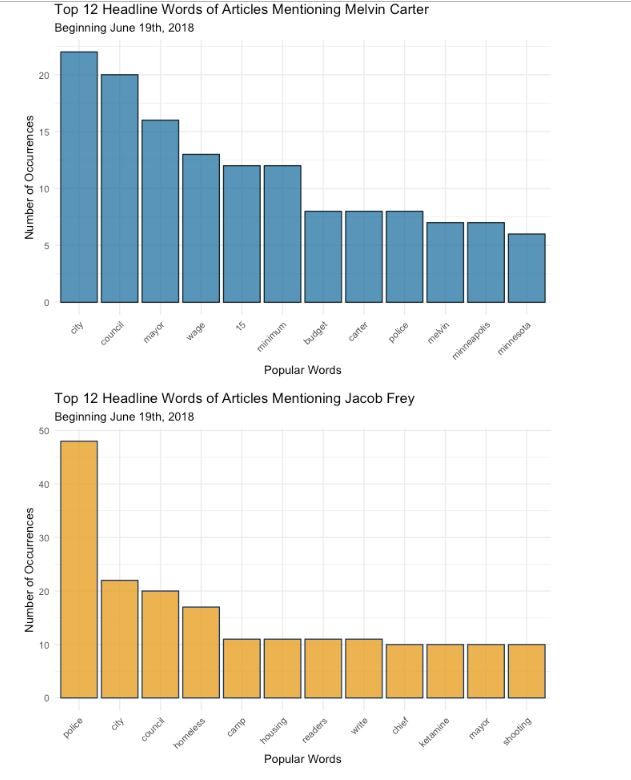 Top 12 Headline Words of Articles Mentioning Melvin Carter
Beginning June 19th, 2018
Number of Occurrences
20
15
10
5
0
city
council
mayor
wage
15
minimum
budget
carter
police
melvin
minneapolis
minnesota
Popular Words
Top 12 Headline Words of Articles Mentioning Jacob Frey
Beginning June 19th, 2018
Number of Occurrences
50
40
30
20
10
0
police
city
council
homeless
camp
housing
readers
write
chief
ketamine
mayor
shooting
Popular Words